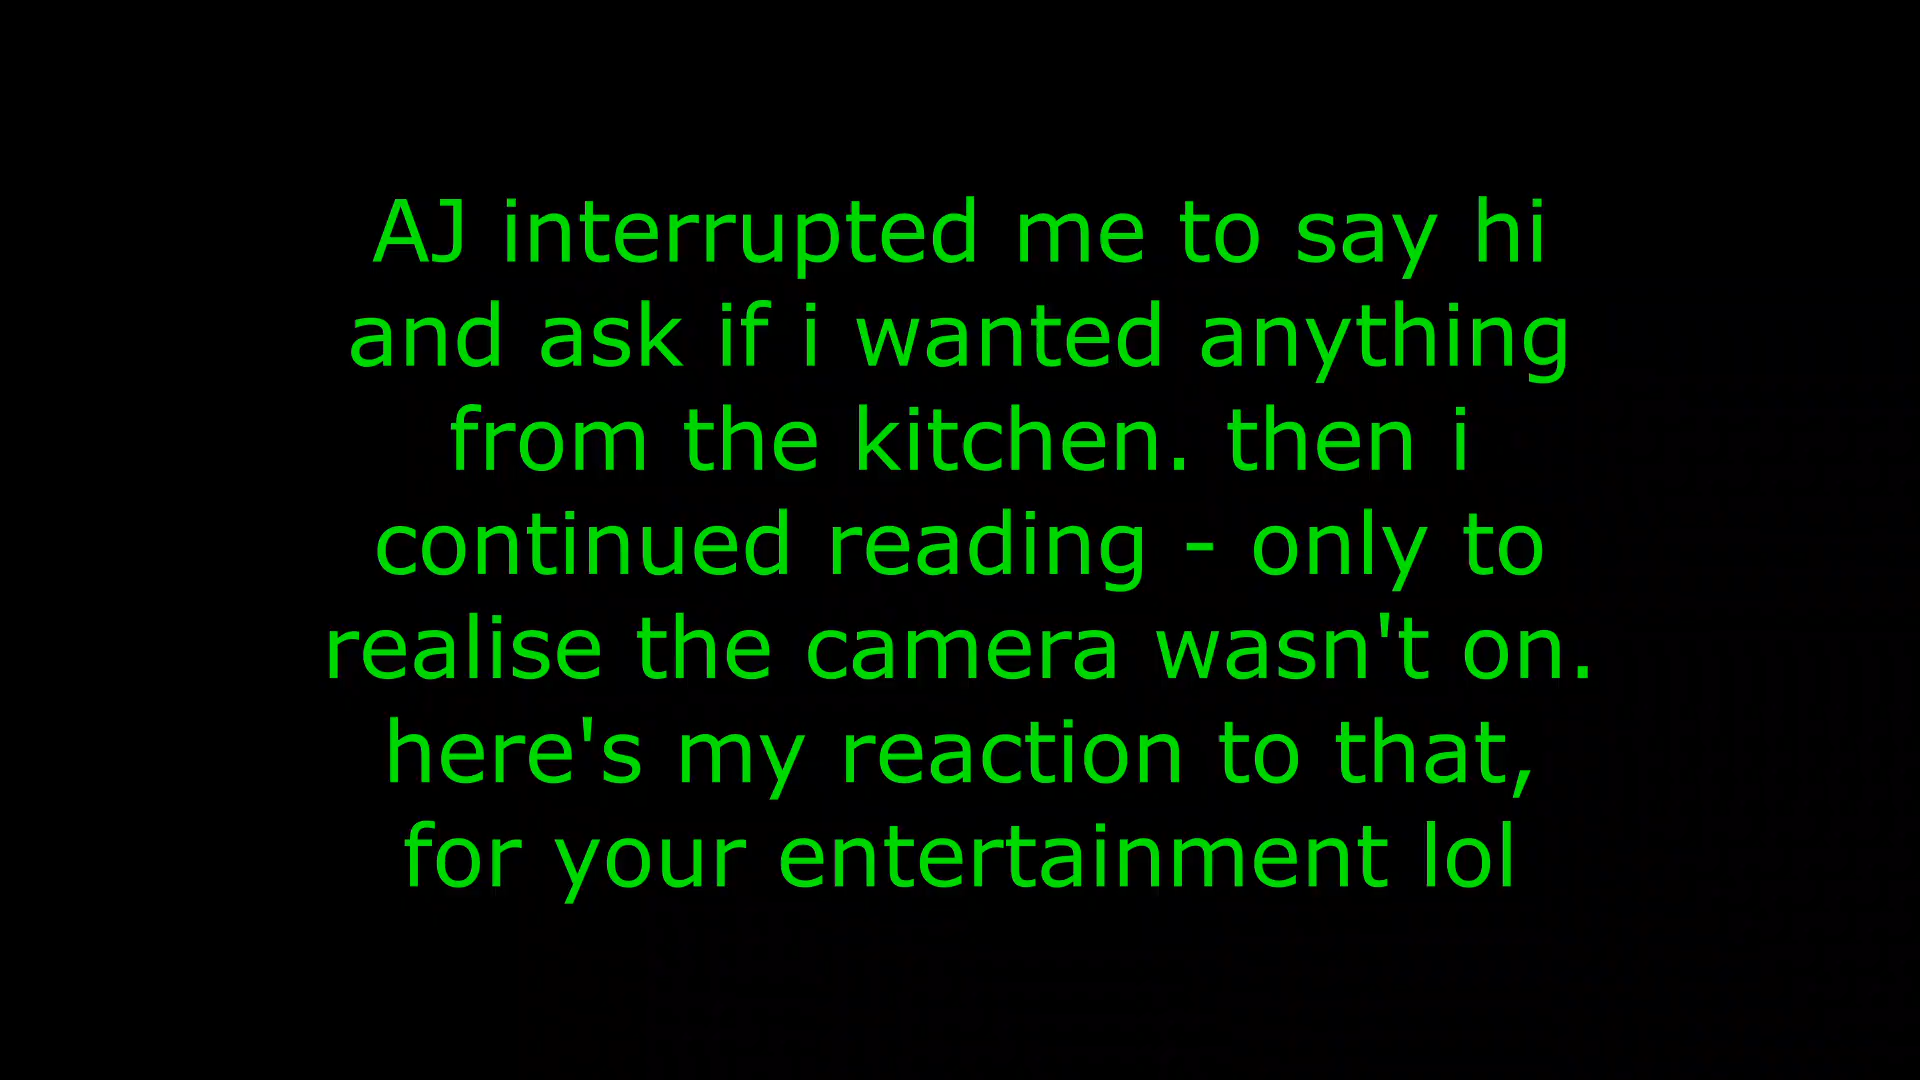 AJ interrupted me to say hi
and ask if i wanted anything
from the kitchen. then i
continued reading - only to
realise the camera wasn't on.
here's my reaction to that,
for your entertainment lol